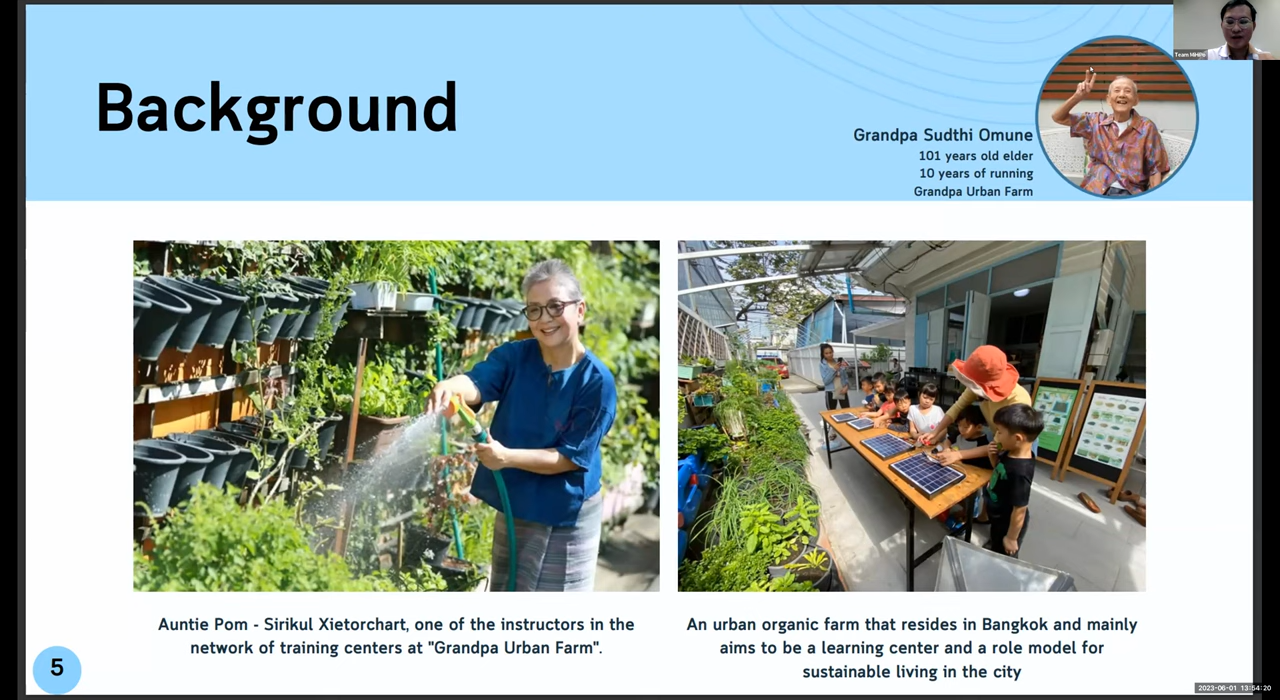 Background
Grandpa Sudthi Omune
101 years old elder
10 years of running
Grandpa Urban Farm
Auntie Pom - Sirikul Xietorchart, one of the instructors in the
network of training centers at "Grandpa Urban Farm".
An urban organic farm that resides in Bangkok and mainly
aims to be a learning center and a role model for
sustainable living in the city
5
2023-06-01 13:54:20